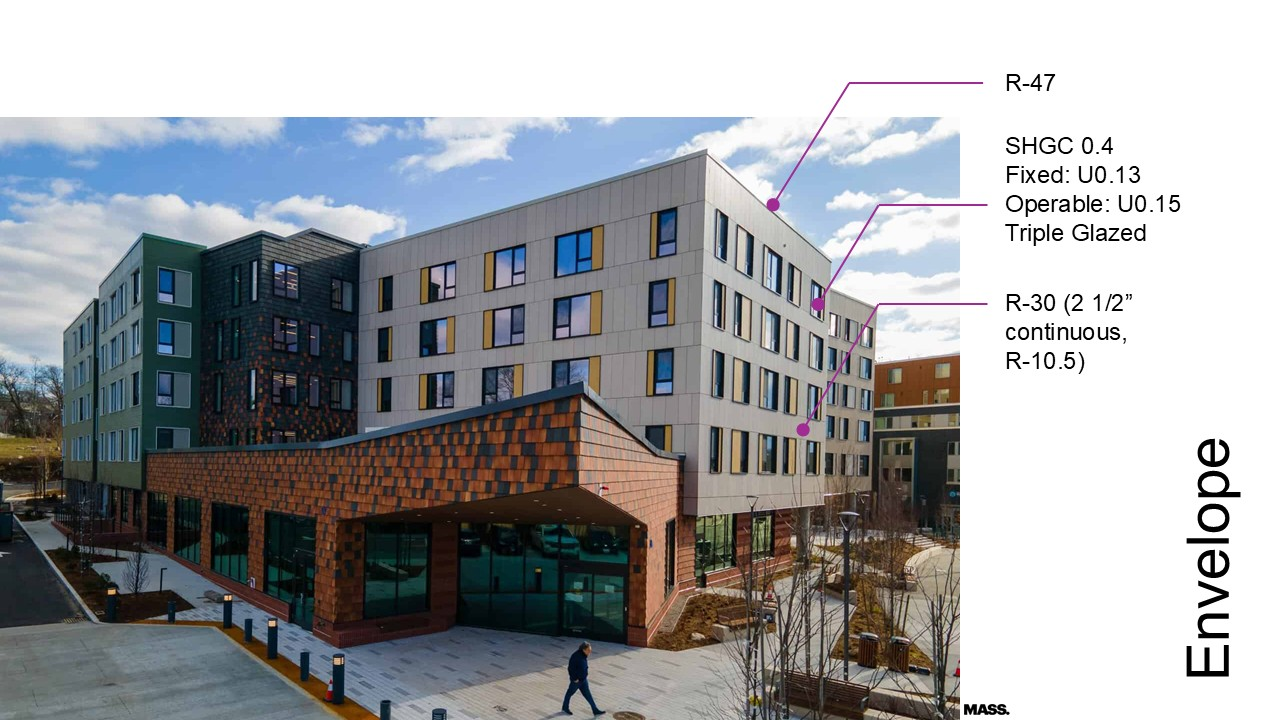 R-47
SHGC 0.4
Fixed: U0.13
Operable: U0.15
Triple Glazed
R-30 (2 1/2”
continuous,
R-10.5)
Envelope
MASS.